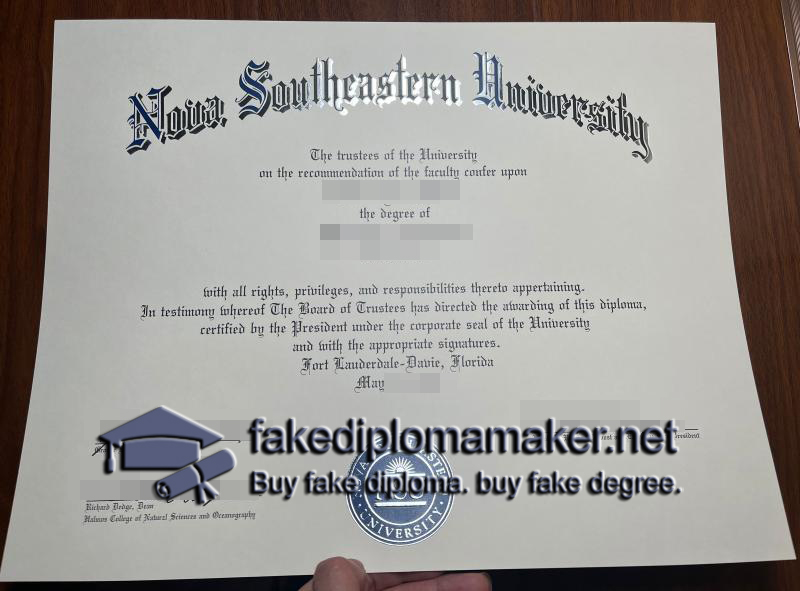 Nova Southeastern University
The trustees of the University
on the recommendation of the faculty confer upon
the degree of
with all rights, privileges, and responsibilities thereto appertaining.
In testimony whereof The Board of Trustees has directed the awarding of this diploma,
certified by the President under the corporate seal of the University
and with the appropriate signatures.
Fort Lauderdale-Davie, Florida
May
President
fakediplomamaker.net
Buy fake diploma. buy fake degree.
UNIVERSITY
Richard Dodge, Dean
Halmos College of Natural Sciences and Oceanography